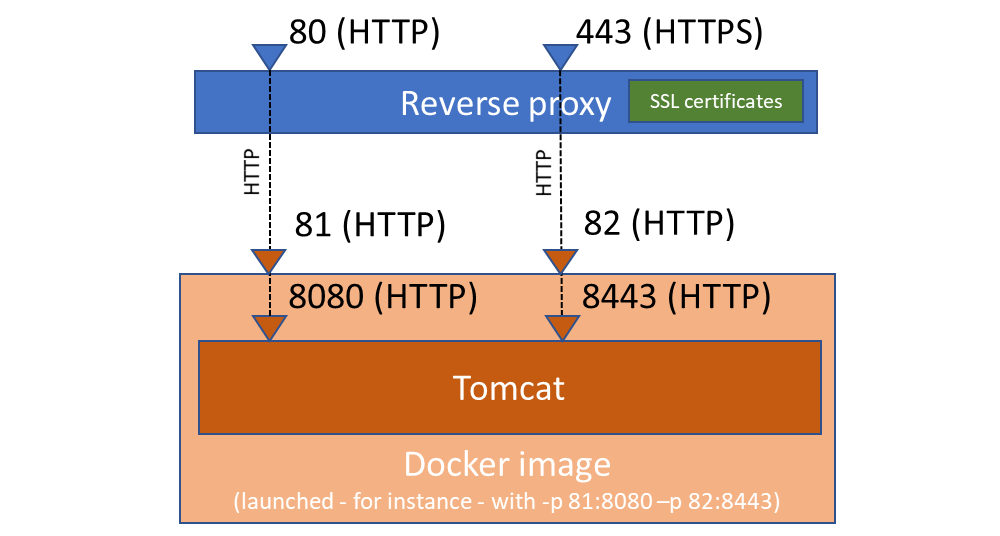 80 (HTTP)
443 (HTTPS)
Reverse proxy
SSL certificates
HTTP
HTTP
81 (HTTP)
82 (HTTP)
8080 (HTTP)
8443 (HTTP)
Tomcat
Docker image
(launched - for instance - with -p 81:8080 –p 82:8443)